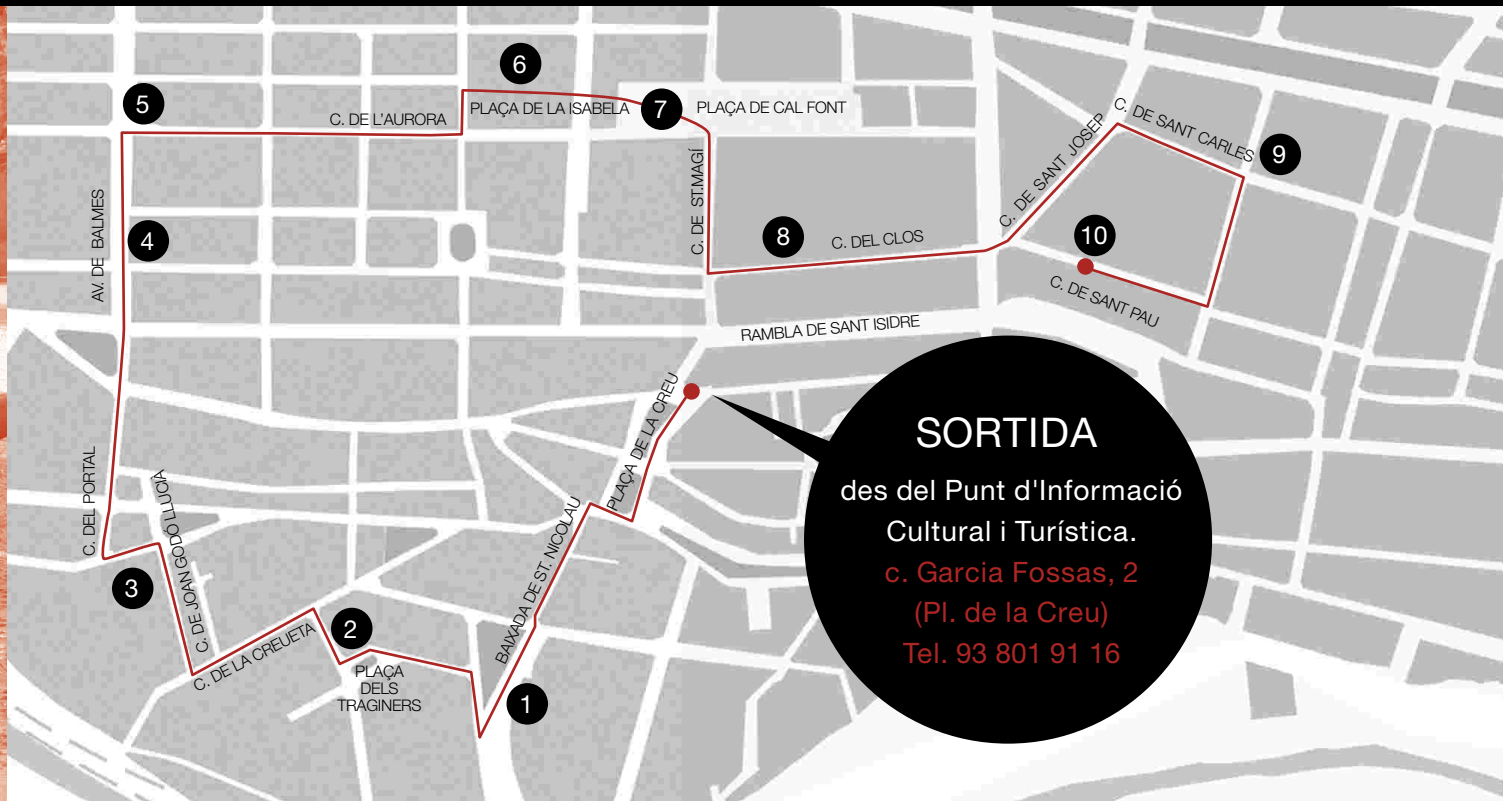 6
5
C. DE L'AURORA
PLAÇA DE LA ISABELA
7
PLAÇA DE CAL FONT
C. DE SANT CARLES
9
C. DE ST.MAGÍ
C. DE SANT JOSEP
AV. DE BALMES
4
8
C. DEL CLOS
10
C. DE SANT PAU
RAMBLA DE SANT ISIDRE
PLAÇA DE LA CREU
SORTIDA
des del Punt d'Informació
Cultural i Turística.
c. Garcia Fossas, 2
(Pl. de la Creu)
Tel. 93 801 91 16
C. DEL PORTAL
C. DE JOAN GODÓ LLUCIÀ
BAIXADA DE ST. NICOLAU
3
2
C. DE LA CREUETA
PLAÇA
DELS
TRAGINERS
1